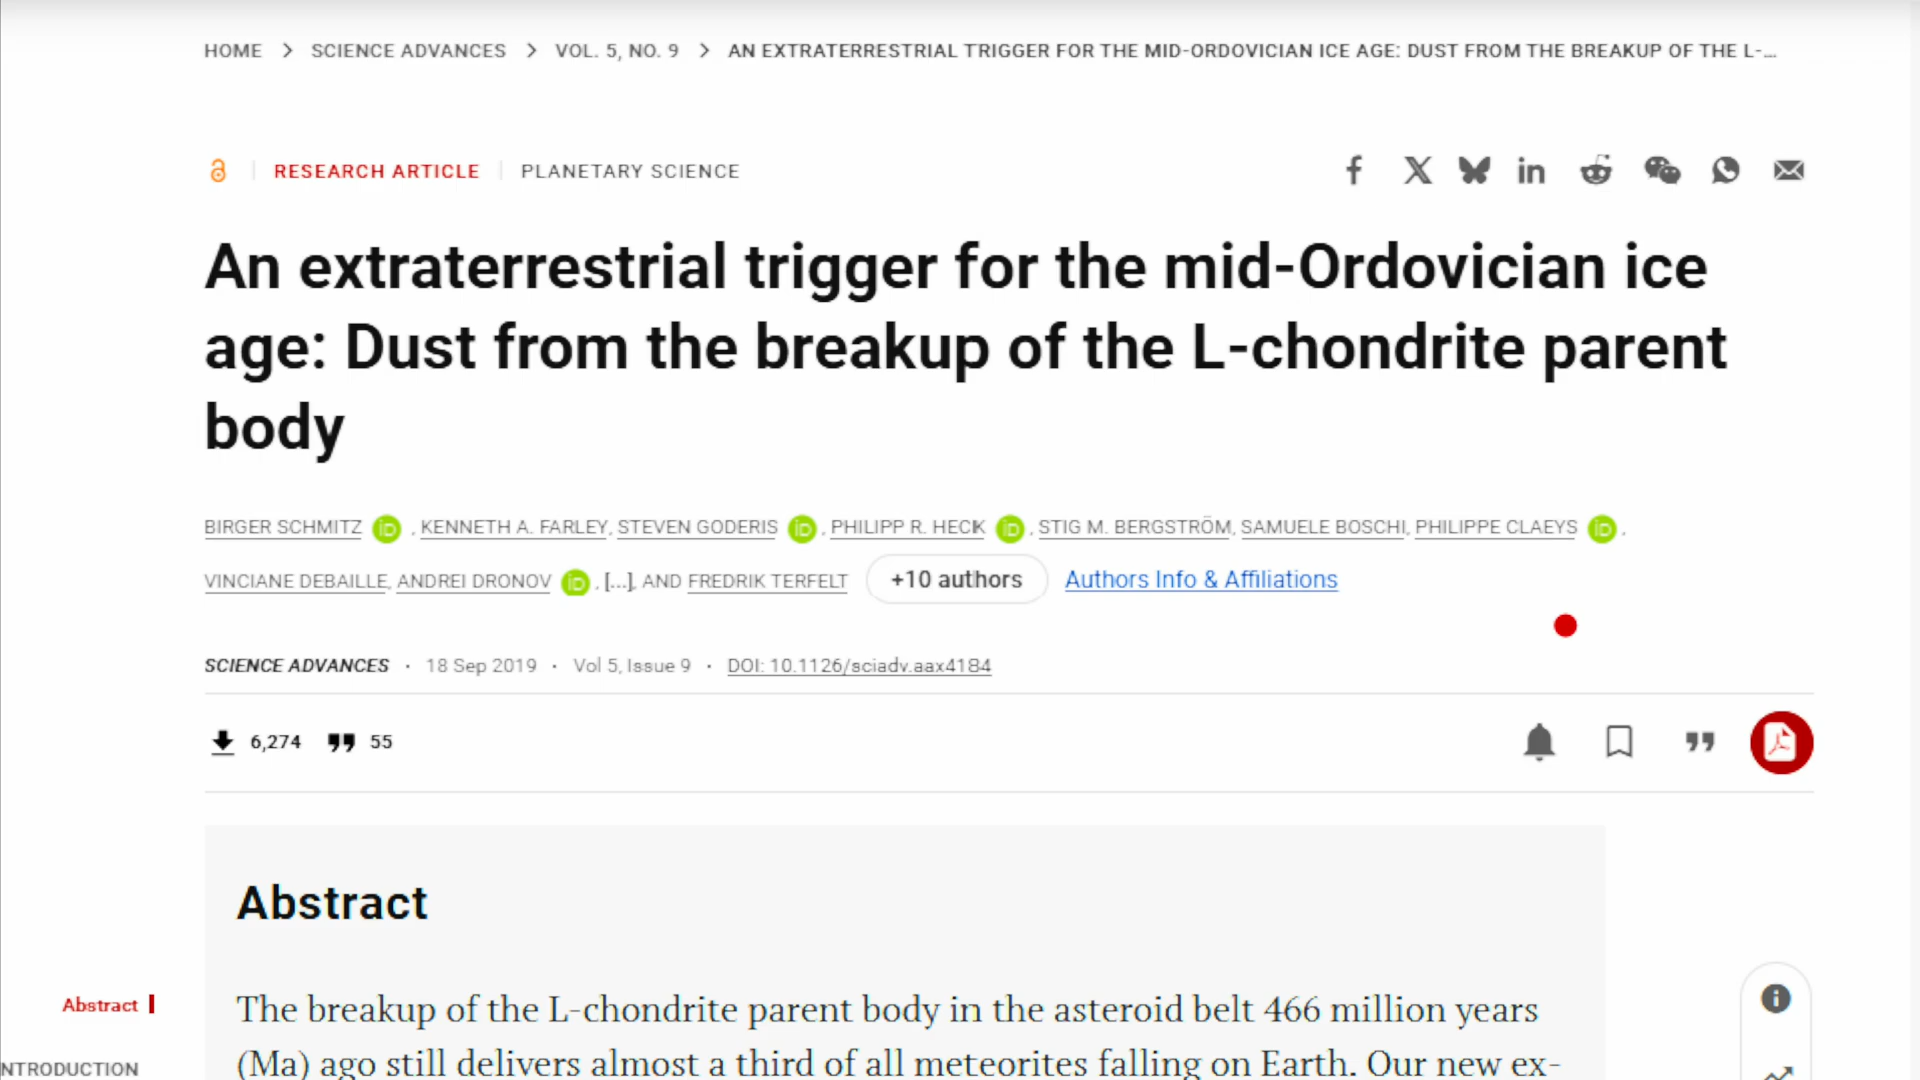 HOME > SCIENCE ADVANCES > VOL. 5, NO. 9 > AN EXTRATERRESTRIAL TRIGGER FOR THE MID-ORDOVICIAN ICE AGE: DUST FROM THE BREAKUP OF THE L-...
RESEARCH ARTICLE | PLANETARY SCIENCE
An extraterrestrial trigger for the mid-Ordovician ice
age: Dust from the breakup of the L-chondrite parent
body
BIRGER SCHMITZ iD , KENNETH A. FARLEY, STEVEN GODERIS iD , PHILIPP R. HECK iD , STIG M. BERGSTRÖM, SAMUELE BOSCHI, PHILIPPE CLAEYS iD ,
VINCIANE DEBAILLE, ANDREI DRONOV iD , [...], AND FREDRIK TERFELT +10 authors Authors Info & Affiliations
SCIENCE ADVANCES · 18 Sep 2019 · Vol 5, Issue 9 · DOI: 10.1126/sciadv.aax4184
6,274 55
Abstract
Abstract
The breakup of the L-chondrite parent body in the asteroid belt 466 million years
(Ma) ago still delivers almost a third of all meteorites falling on Earth. Our new ex-
NTRODUCTION